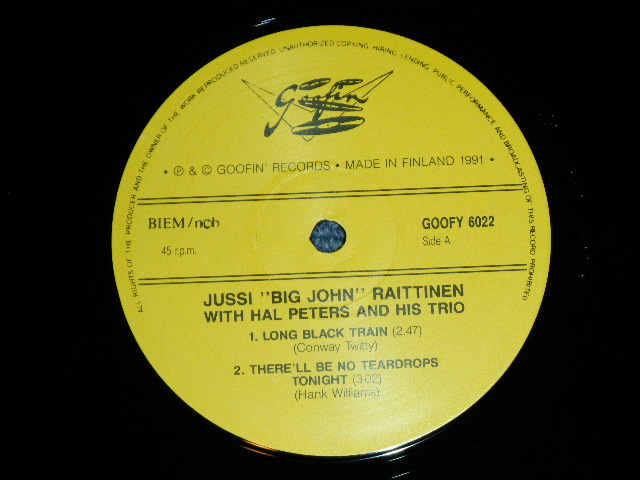 ALL RIGHTS OF THE PRODUCER AND THE OWNER OF THE WORK REPRODUCED RESERVED. UNAUTHORIZED COPYING, HIRING, LENDING, PUBLIC PERFORMANCE AND BROADCASTING OF THIS RECORD PROHIBITED.
Goofin
• ℗ & © GOOFIN' RECORDS • MADE IN FINLAND 1991 •
BIEM / ncb
GOOFY 6022
45 r.p.m.
Side A
JUSSI "BIG JOHN" RAITTINEN
WITH HAL PETERS AND HIS TRIO
1. LONG BLACK TRAIN (2.47)
(Conway Twitty)
2. THERE'LL BE NO TEARDROPS
TONIGHT (3.02)
(Hank Williams)